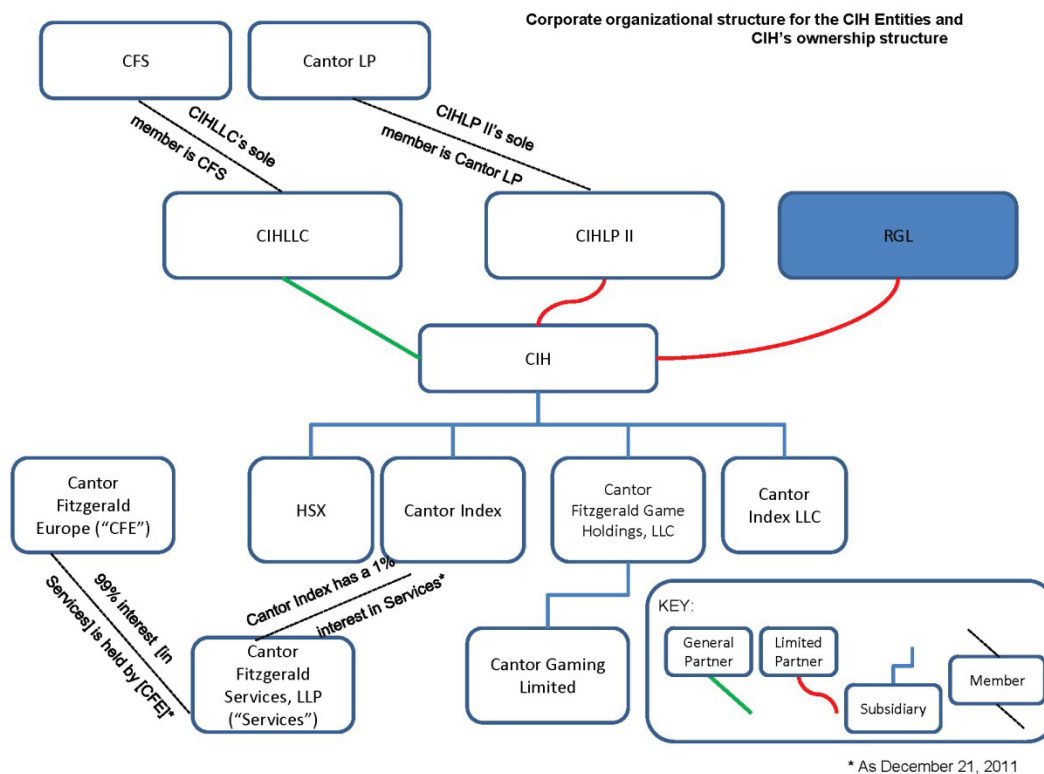 Corporate organizational structure for the CIH Entities and
CIH's ownership structure
CFS
Cantor LP
CIHLLC's sole
member is CFS
CIHLP II's sole
member is Cantor LP
CIHLLC
CIHLP II
RGL
CIH
Cantor
Fitzgerald
Europe (“CFE”)
HSX
Cantor Index
Cantor
Fitzgerald Game
Holdings, LLC
Cantor
Index LLC
99% interest [in
Services] is held by [CFE]*
Cantor Index has a 1%
interest in Services*
Cantor
Fitzgerald
Services, LLP
(“Services”)
Cantor Gaming
Limited
KEY:
General
Partner
Limited
Partner
Subsidiary
Member
* As December 21, 2011